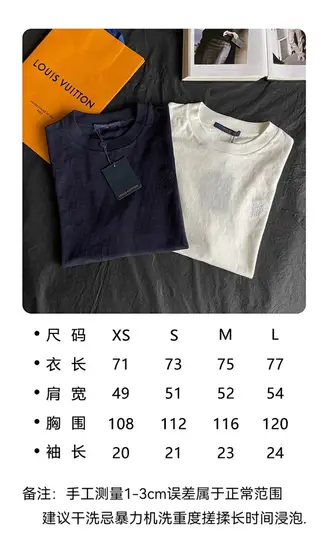 LOUIS VUITTON
• 尺 码 XS S M L
• 衣 长 71 73 75 77
• 肩 宽 49 51 52 54
• 胸 围 108 112 116 120
• 袖 长 20 21 23 24
备注：手工测量1-3cm误差属于正常范围
建议干洗忌暴力机洗重度搓揉长时间浸泡.